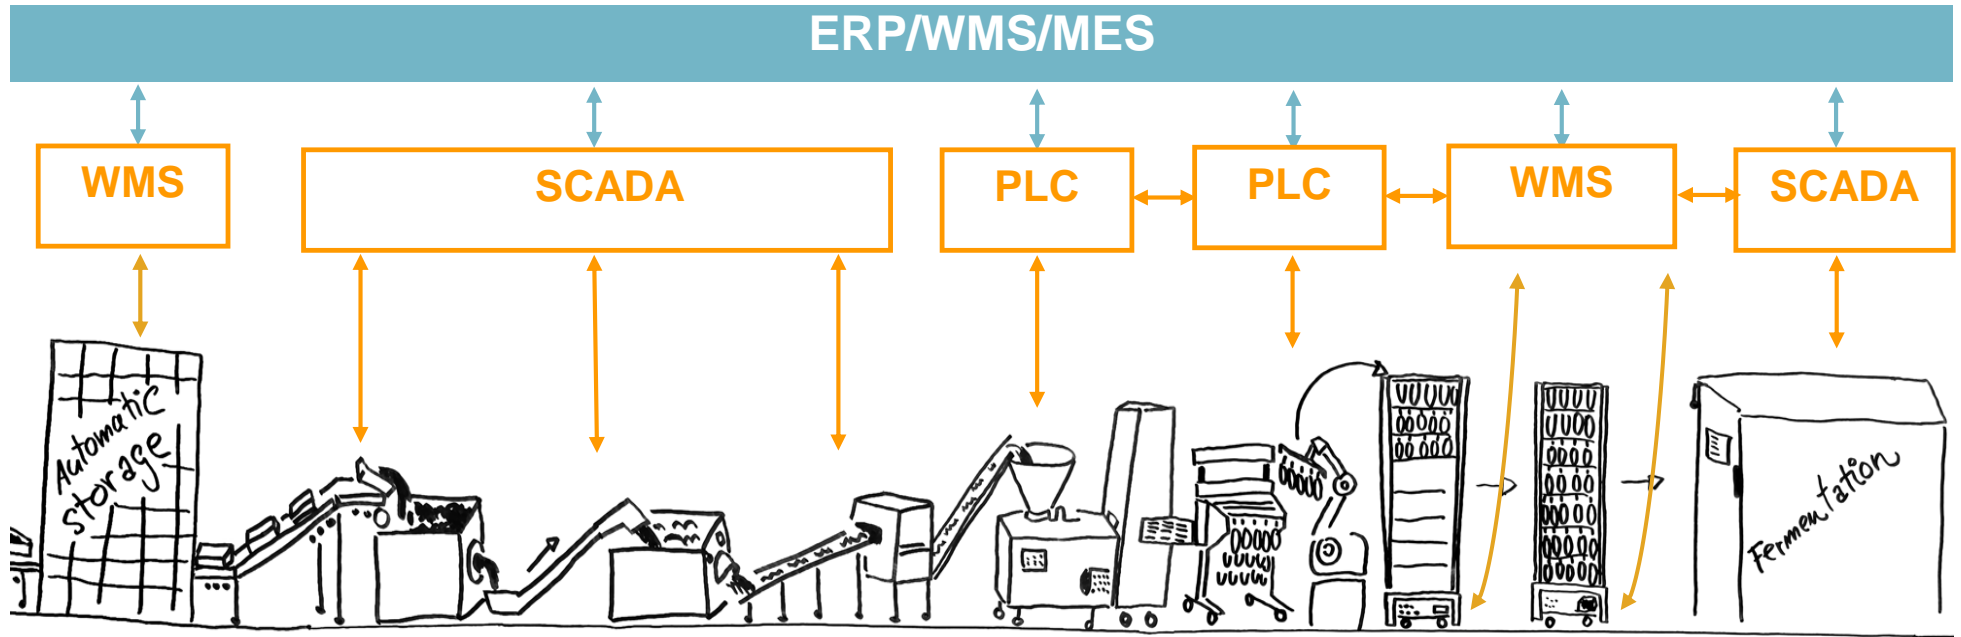 ERP/WMS/MES
WMS
SCADA
PLC
PLC
WMS
SCADA
Automatic
storage
Fermentation